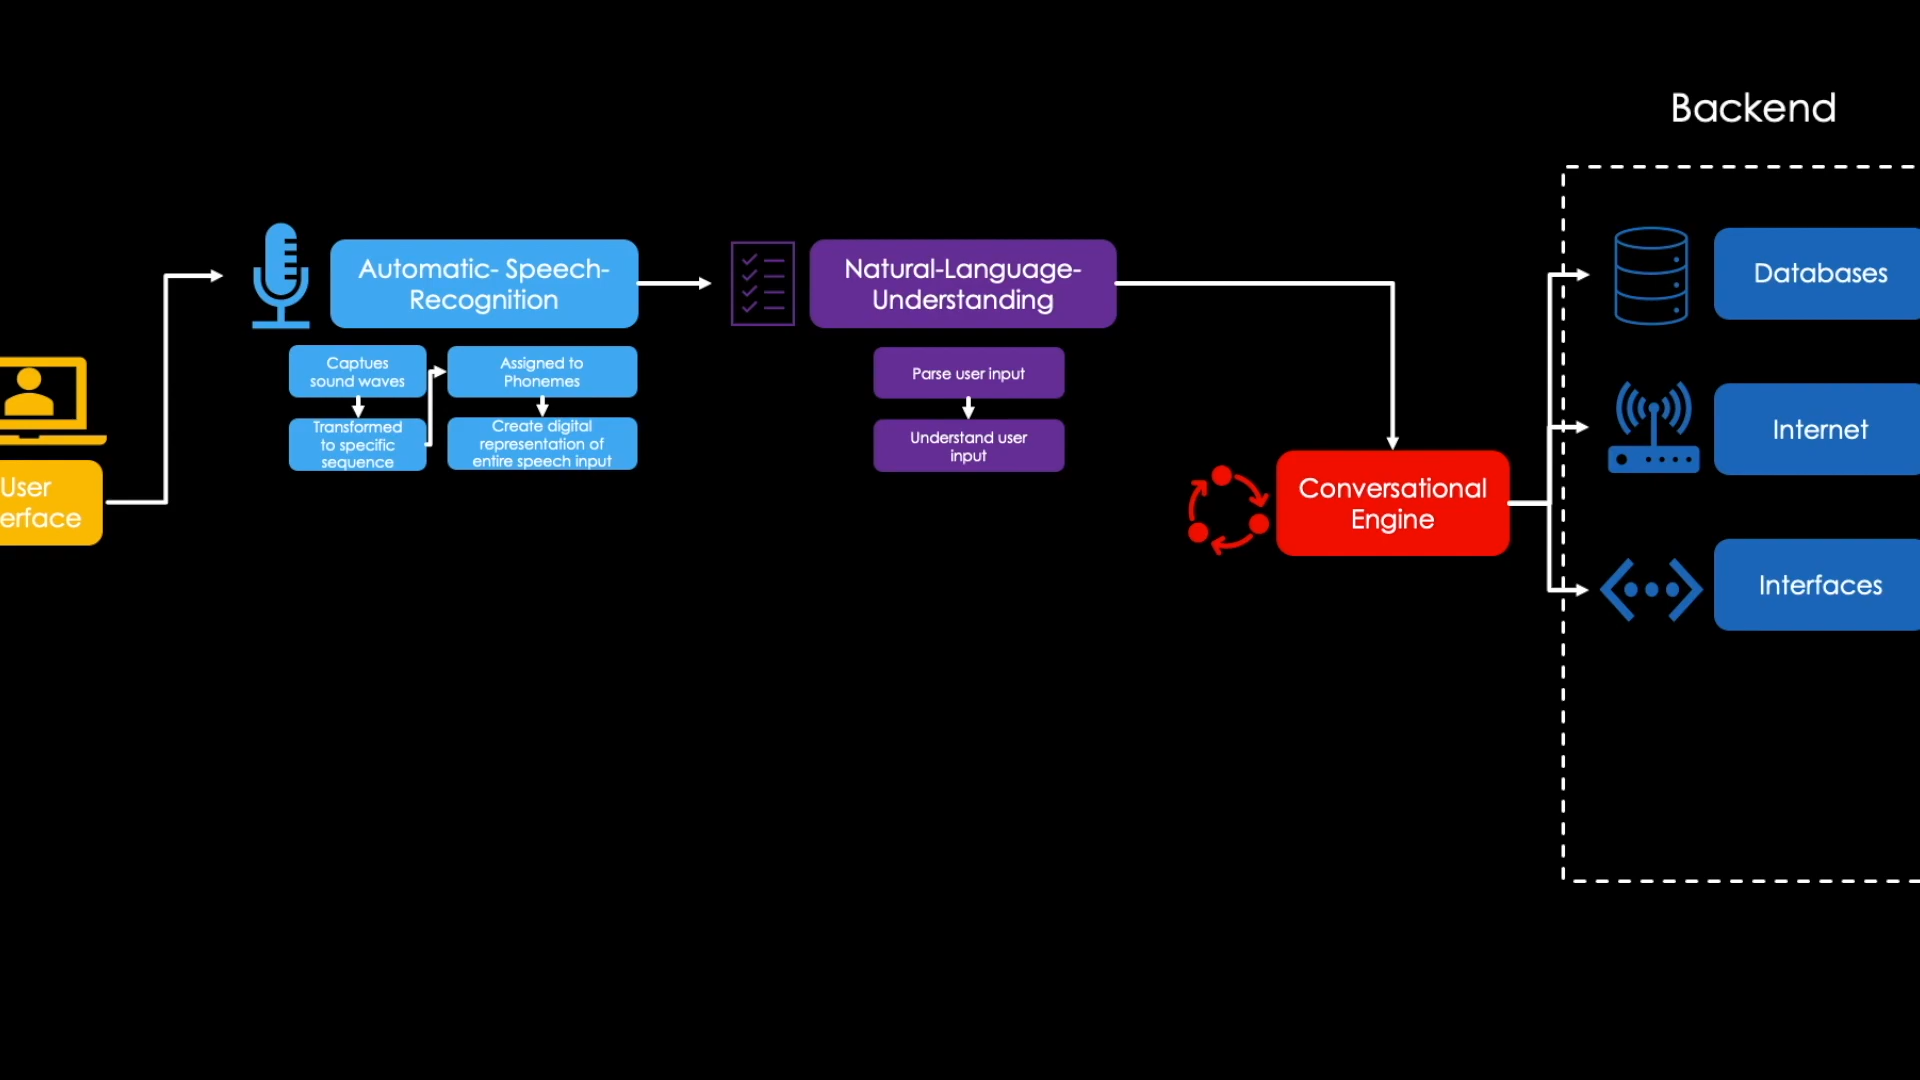 Backend
Automatic- Speech-
Recognition
Natural-Language-
Understanding
Databases
Captues
sound waves
Assigned to
Phonemes
Parse user input
Transformed
to specific
sequence
Create digital
representation of
entire speech input
Understand user
input
Internet
User
erface
Conversational
Engine
Interfaces